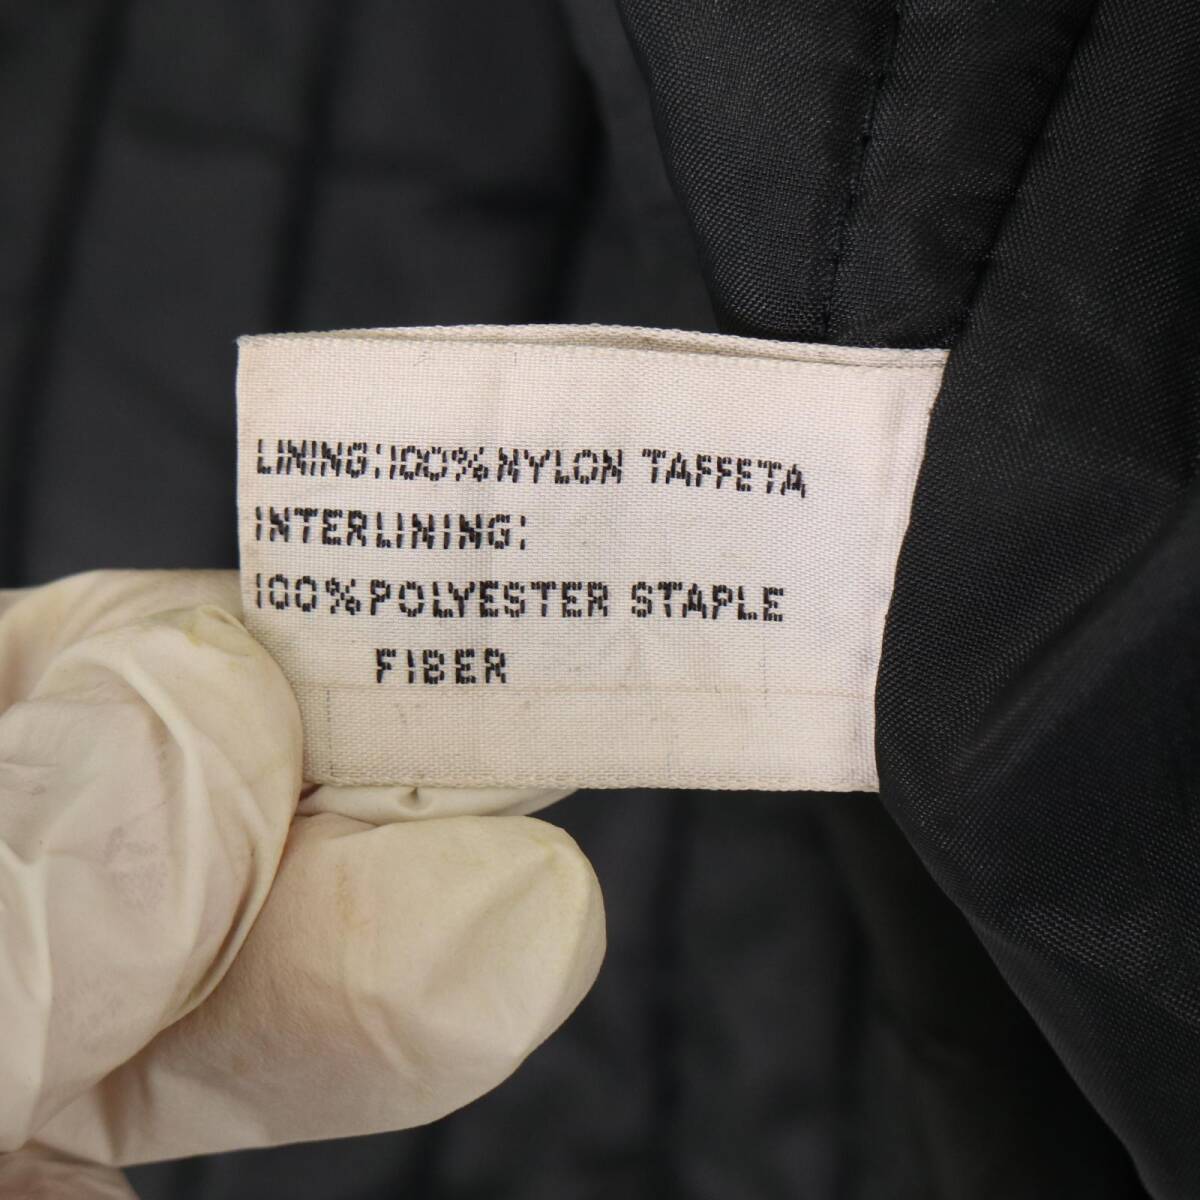 LINING:100%NYLON TAFFETA
INTERLINING:
100%POLYESTER STAPLE
FIBER